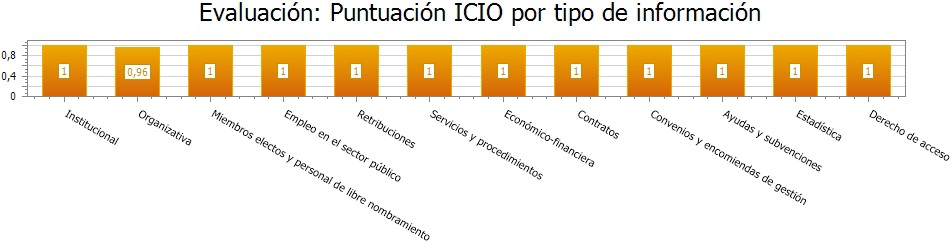 Evaluación: Puntuación ICIO por tipo de información
0,8
0,4
0
1
0,96
1
1
1
1
1
1
1
1
1
1
Institucional
Organizativa
Miembros electos y personal de libre nombramiento
Empleo en el sector público
Retribuciones
Servicios y procedimientos
Económico-financiera
Contratos
Convenios y encomiendas de gestión
Ayudas y subvenciones
Estadística
Derecho de acceso